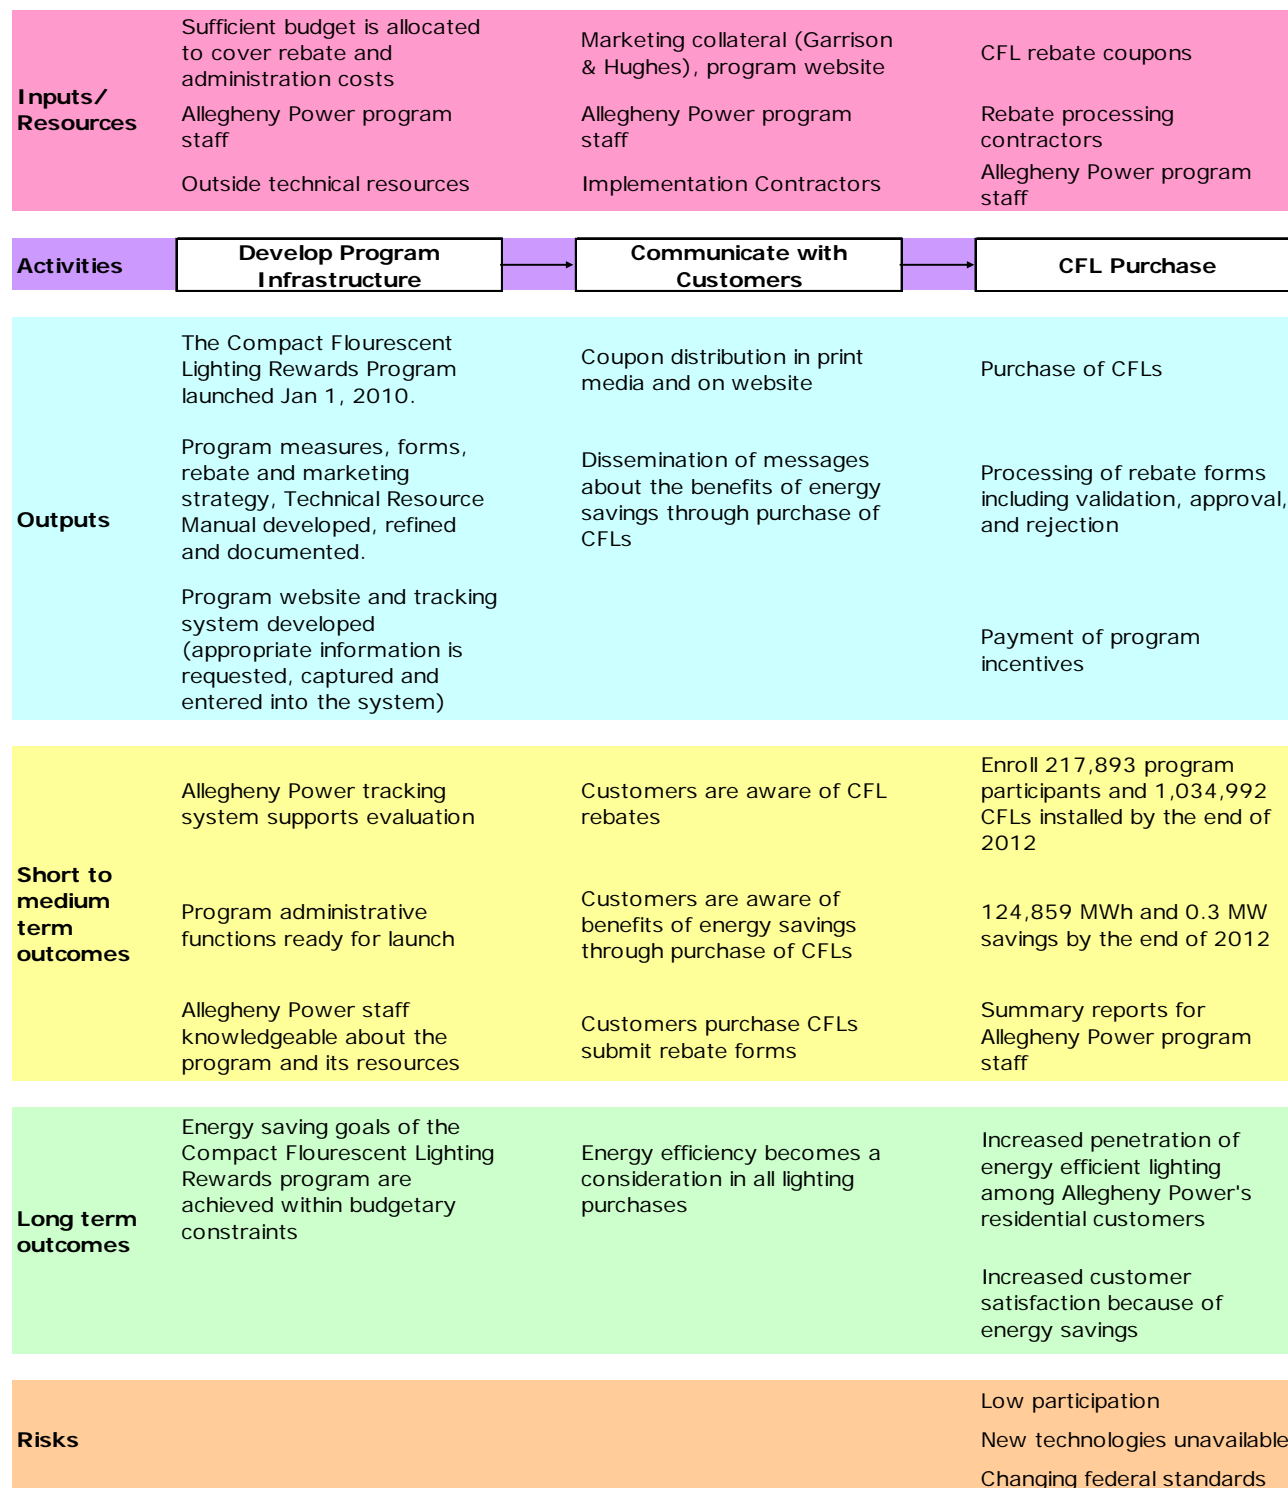 Inputs/
Resources
Sufficient budget is allocated
to cover rebate and
administration costs
Marketing collateral (Garrison
& Hughes), program website
CFL rebate coupons
Allegheny Power program
staff
Allegheny Power program
staff
Rebate processing
contractors
Outside technical resources
Implementation Contractors
Allegheny Power program
staff
Activities
Develop Program
Infrastructure
Communicate with
Customers
CFL Purchase
Outputs
The Compact Flourescent
Lighting Rewards Program
launched Jan 1, 2010.
Coupon distribution in print
media and on website
Purchase of CFLs
Program measures, forms,
rebate and marketing
strategy, Technical Resource
Manual developed, refined
and documented.
Dissemination of messages
about the benefits of energy
savings through purchase of
CFLs
Processing of rebate forms
including validation, approval,
and rejection
Program website and tracking
system developed
(appropriate information is
requested, captured and
entered into the system)
Payment of program
incentives
Short to
medium
term
outcomes
Allegheny Power tracking
system supports evaluation
Customers are aware of CFL
rebates
Enroll 217,893 program
participants and 1,034,992
CFLs installed by the end of
2012
Program administrative
functions ready for launch
Customers are aware of
benefits of energy savings
through purchase of CFLs
124,859 MWh and 0.3 MW
savings by the end of 2012
Allegheny Power staff
knowledgeable about the
program and its resources
Customers purchase CFLs
submit rebate forms
Summary reports for
Allegheny Power program
staff
Long term
outcomes
Energy saving goals of the
Compact Flourescent Lighting
Rewards program are
achieved within budgetary
constraints
Energy efficiency becomes a
consideration in all lighting
purchases
Increased penetration of
energy efficient lighting
among Allegheny Power's
residential customers
Increased customer
satisfaction because of
energy savings
Risks
Low participation
New technologies unavailable
Changing federal standards